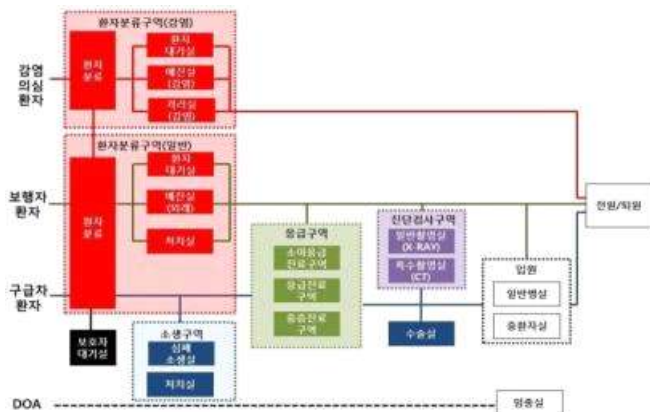 환자분류구역(감염)
환자
대기실
감염
의심
환자
환자
분류
예진실
(감염)
격리실
(감염)
환자분류구역(일반)
환자
대기실
보행자
환자
환자
분류
예진실
(외래)
처치실
전원/퇴원
응급구역
소아응급
진료구역
응급진료
구역
중증진료
구역
진단검사구역
일반촬영실
(X-RAY)
특수촬영실
(CT)
입원
일반병실
중환자실
구급차
환자
보호자
대기실
소생구역
심폐
소생실
처치실
수술실
DOA
영안실